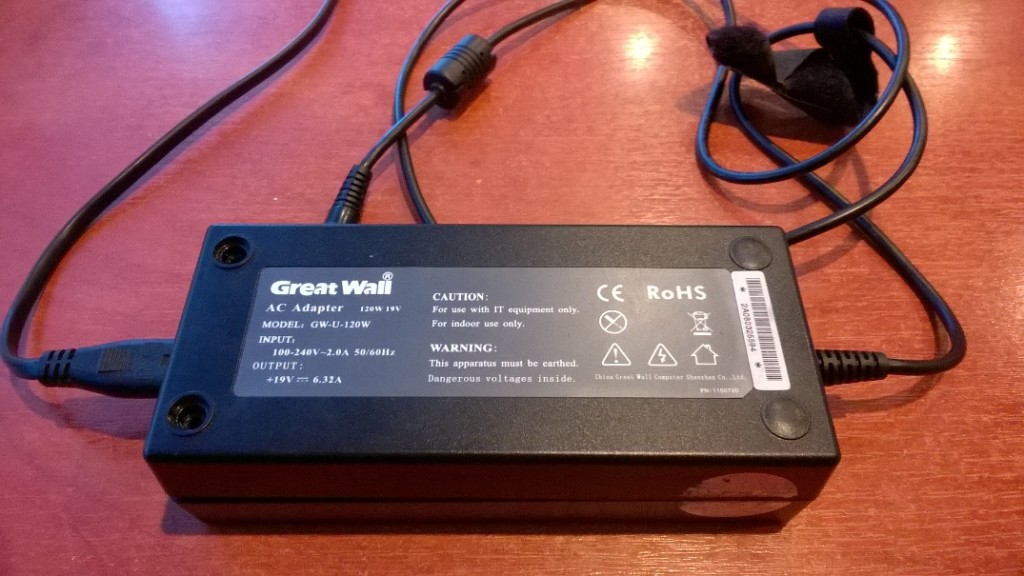 Great Wall®
AC Adapter 120W 19V
MODEL: GW-U-120W
INPUT:
100-240V~2.0A 50/60Hz
OUTPUT:
+19V⎓6.32A
CAUTION:
For use with IT equipment only.
For indoor use only.
WARNING:
This apparatus must be earthed.
Dangerous voltages inside.
CE RoHS
China Great Wall Computer Shenzhen Co.,Ltd.